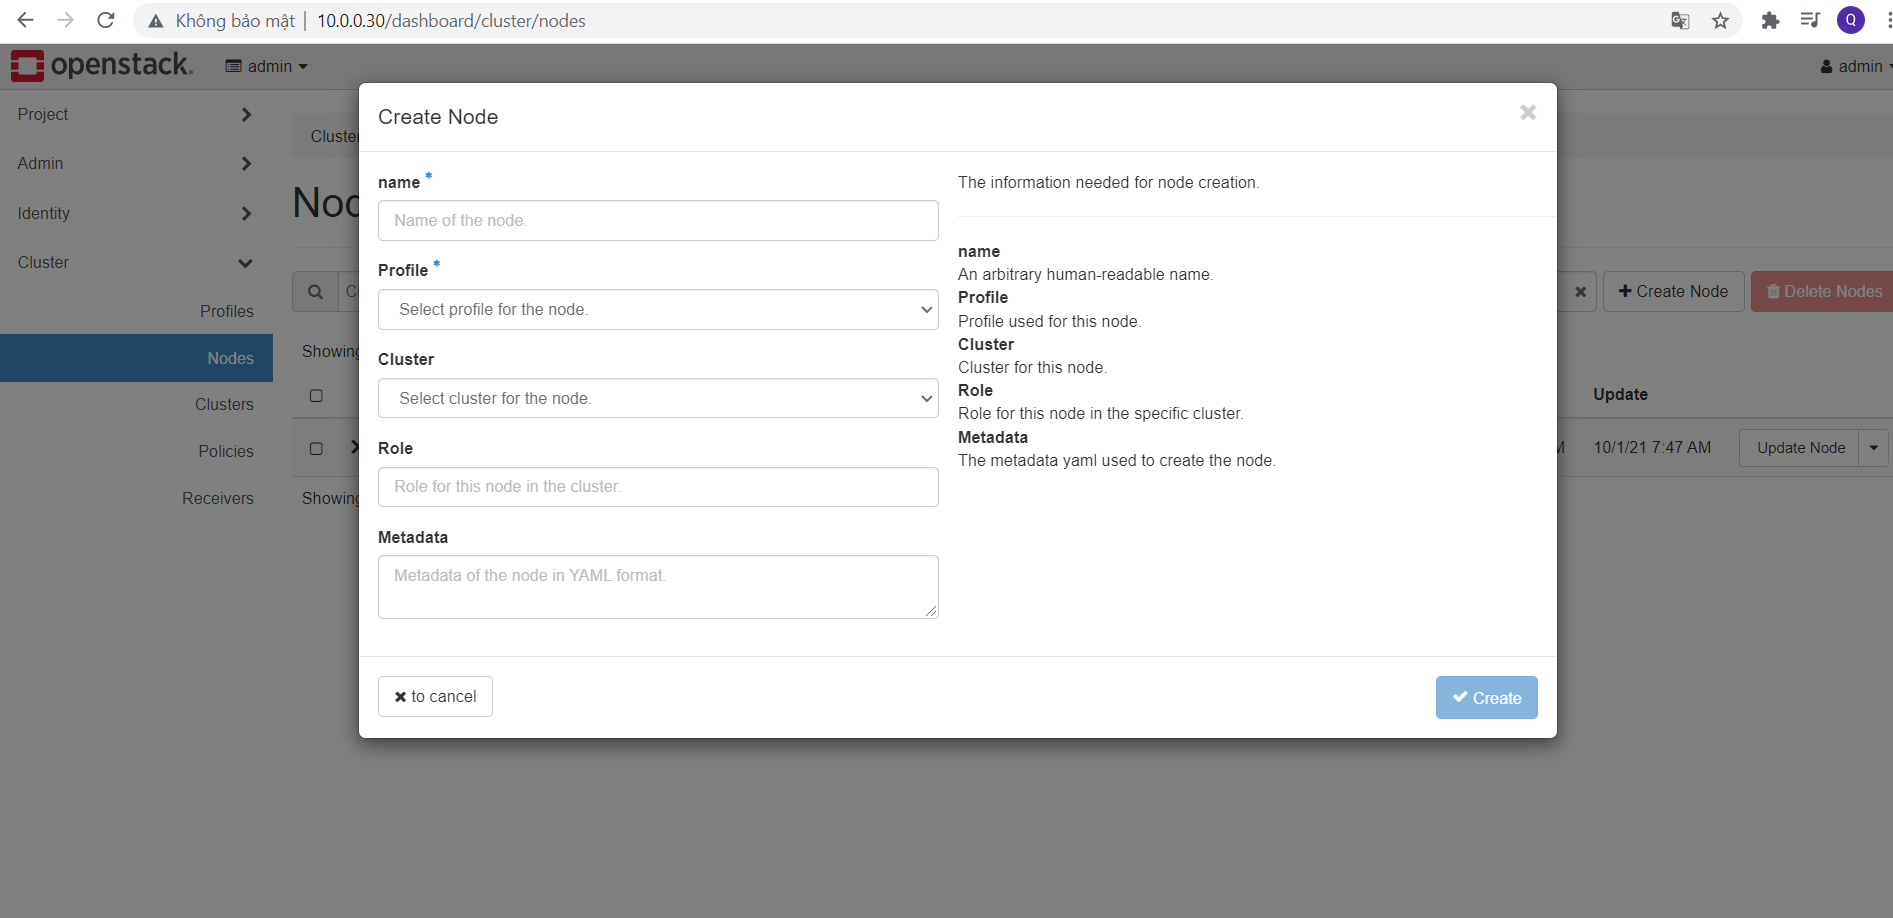 Không bảo mật | 10.0.0.30/dashboard/cluster/nodes
Q
openstack.
admin
admin
Project
Admin
Identity
Cluster
Profiles
Nodes
Clusters
Policies
Receivers
Create Node
Delete Nodes
Showing
Update
10/1/21 7:47 AM
Update Node
Showing
Create Node
name *
Name of the node.
Profile *
Select profile for the node.
Cluster
Select cluster for the node.
Role
Role for this node in the cluster.
Metadata
Metadata of the node in YAML format.
The information needed for node creation.
name
An arbitrary human-readable name.
Profile
Profile used for this node.
Cluster
Cluster for this node.
Role
Role for this node in the specific cluster.
Metadata
The metadata yaml used to create the node.
to cancel
Create